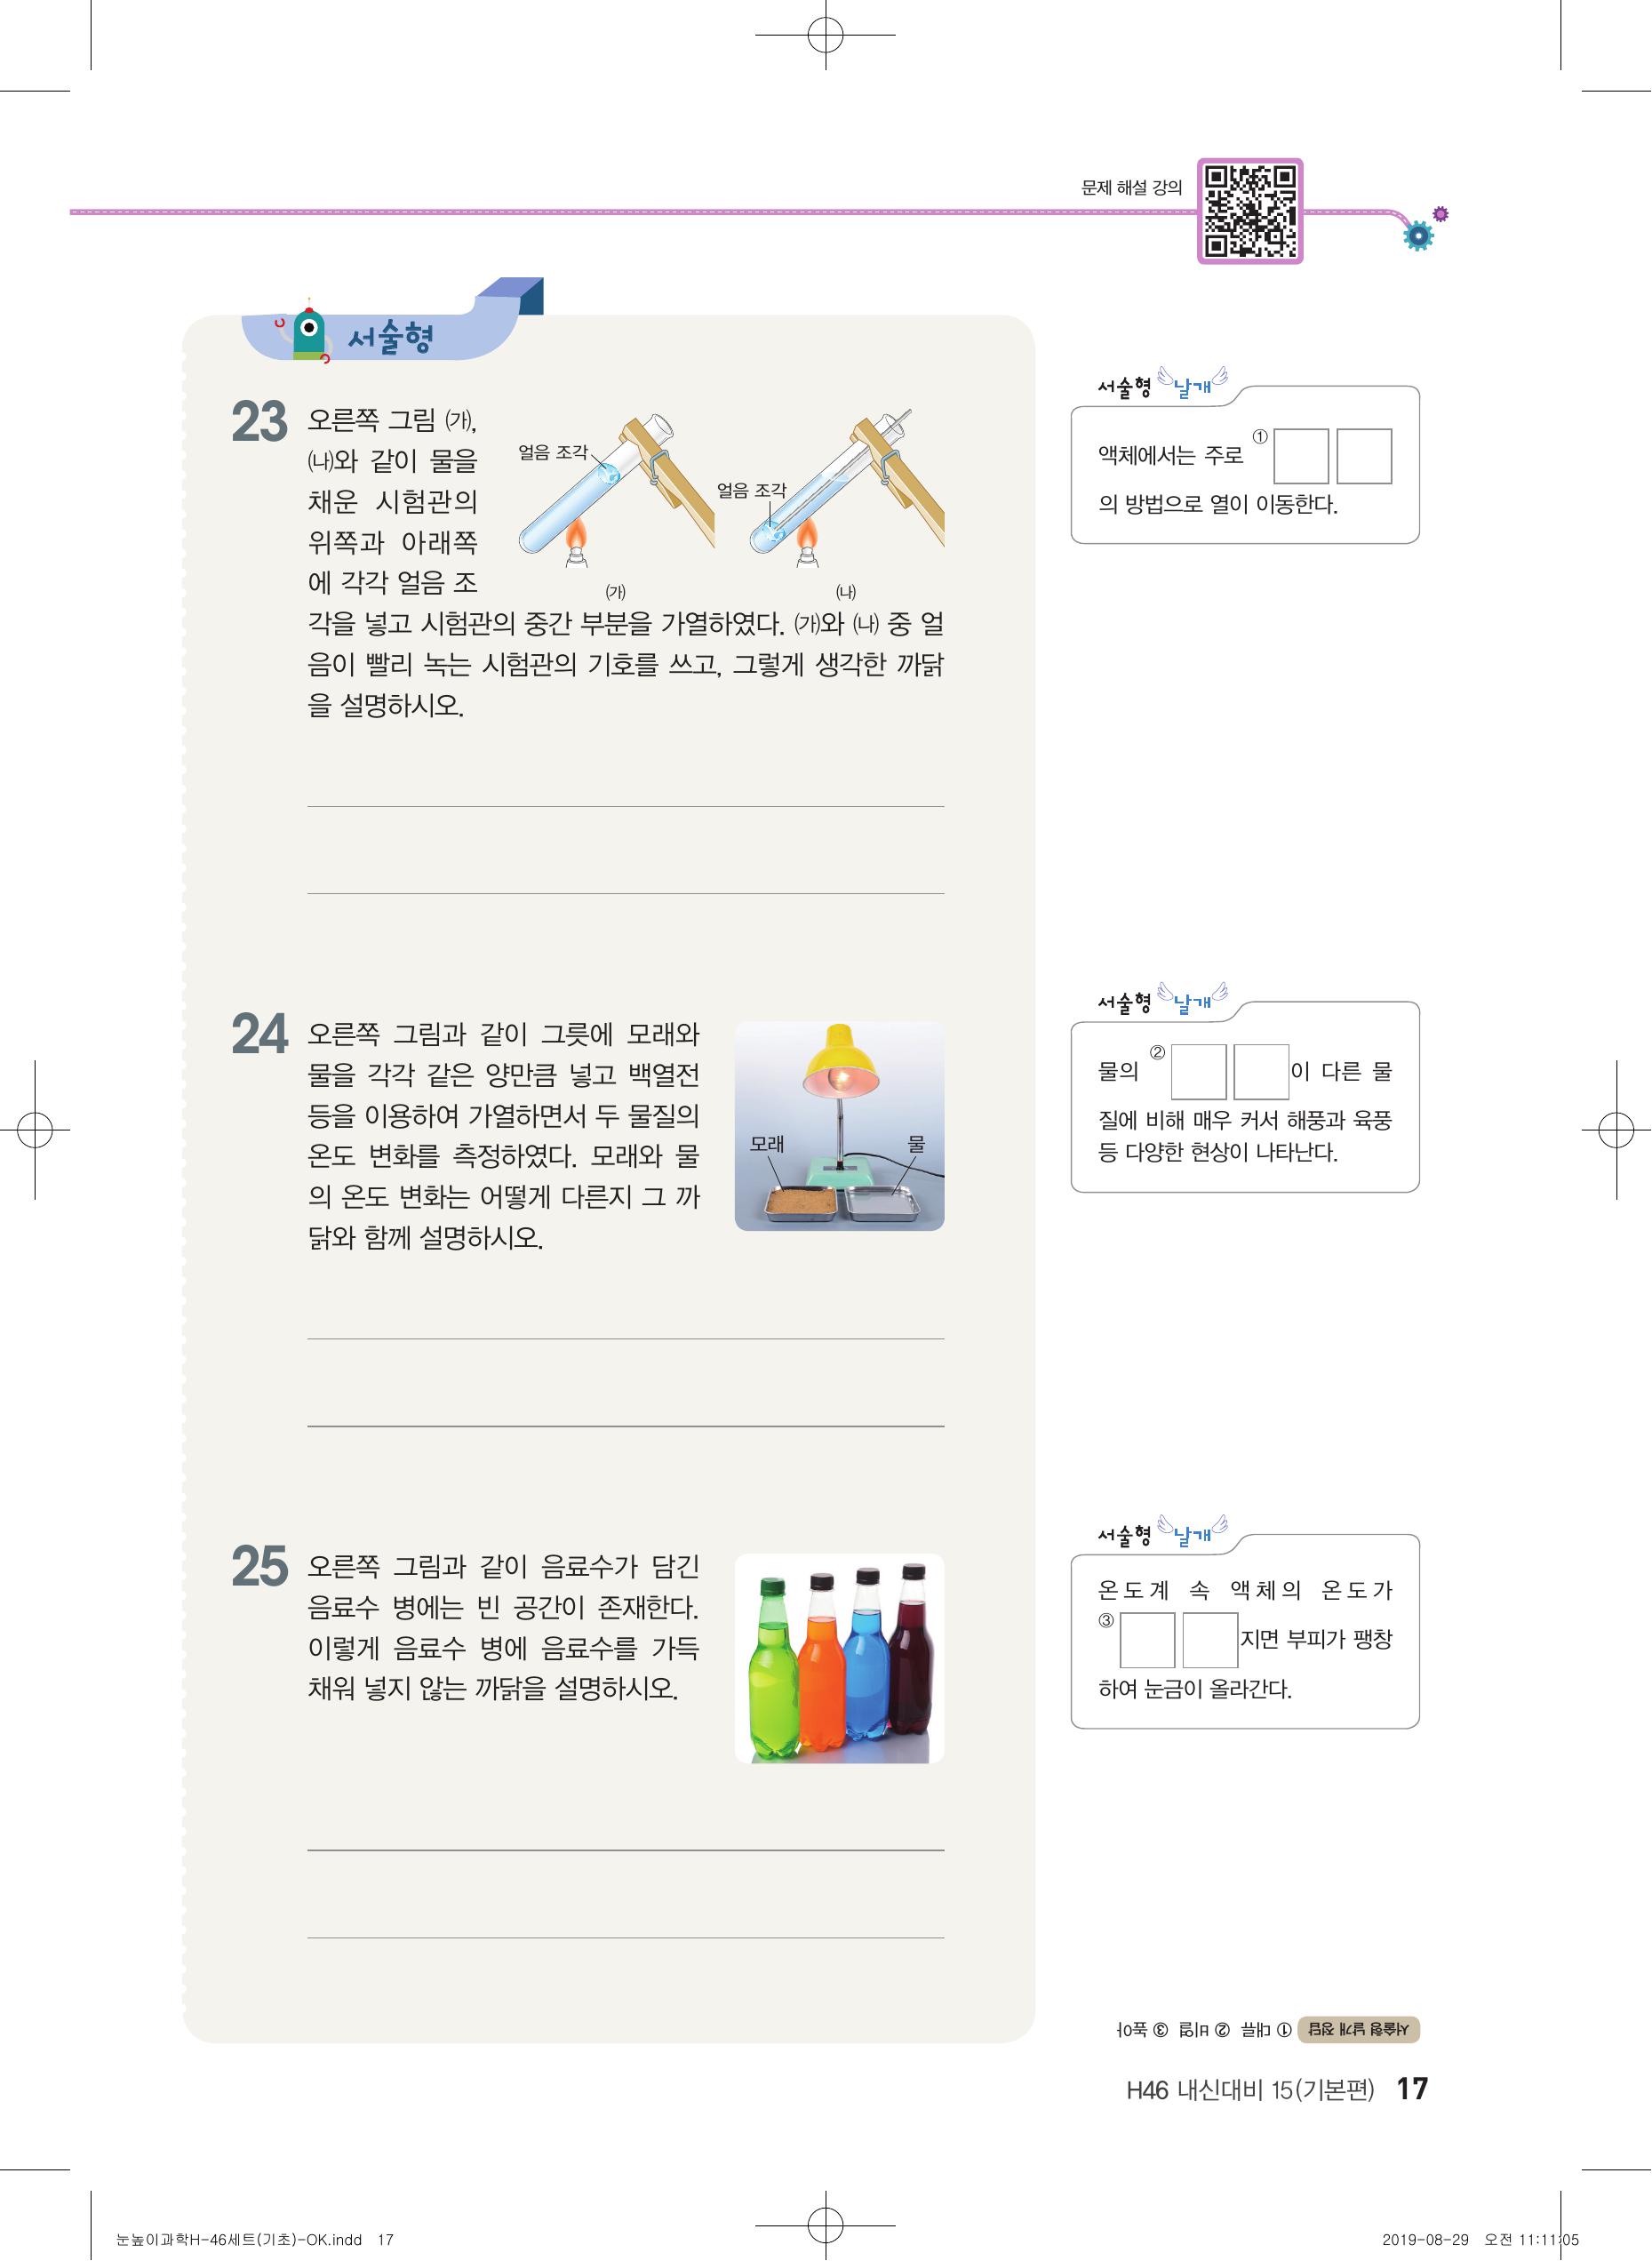 문제 해설 강의
서술형
23 오른쪽 그림 ㈎,
㈏와 같이 물을
채운 시험관의
위쪽과 아래쪽
에 각각 얼음 조
각을 넣고 시험관의 중간 부분을 가열하였다. ㈎와 ㈏ 중 얼
음이 빨리 녹는 시험관의 기호를 쓰고, 그렇게 생각한 까닭
을 설명하시오.
얼음 조각
얼음 조각
㈎
㈏
서술형 날개
액체에서는 주로 ①
의 방법으로 열이 이동한다.
24 오른쪽 그림과 같이 그릇에 모래와
물을 각각 같은 양만큼 넣고 백열전
등을 이용하여 가열하면서 두 물질의
온도 변화를 측정하였다. 모래와 물
의 온도 변화는 어떻게 다른지 그 까
닭와 함께 설명하시오.
모래
물
서술형 날개
물의 ② 이 다른 물
질에 비해 매우 커서 해풍과 육풍
등 다양한 현상이 나타난다.
25 오른쪽 그림과 같이 음료수가 담긴
음료수 병에는 빈 공간이 존재한다.
이렇게 음료수 병에 음료수를 가득
채워 넣지 않는 까닭을 설명하시오.
서술형 날개
온도계 속 액체의 온도가
③ 지면 부피가 팽창
하여 눈금이 올라간다.
서술형 날개 정답 ① 대류 ② 비열 ③ 높아
H46 내신대비 15(기본편) 17
눈높이과학H-46세트(기초)-OK.indd 17
2019-08-29 오전 11:11:05